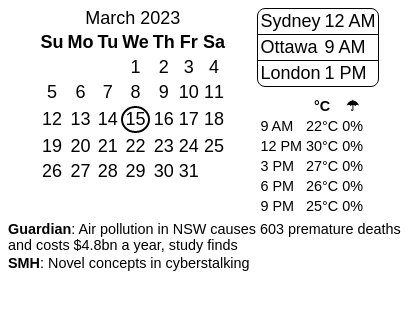 March 2023
Su Mo Tu We Th Fr Sa
1 2 3 4
5 6 7 8 9 10 11
12 13 14 15 16 17 18
19 20 21 22 23 24 25
26 27 28 29 30 31
Sydney 12 AM
Ottawa 9 AM
London 1 PM
°C ☂
9 AM 22°C 0%
12 PM 30°C 0%
3 PM 27°C 0%
6 PM 26°C 0%
9 PM 25°C 0%
Guardian: Air pollution in NSW causes 603 premature deaths
and costs $4.8bn a year, study finds
SMH: Novel concepts in cyberstalking